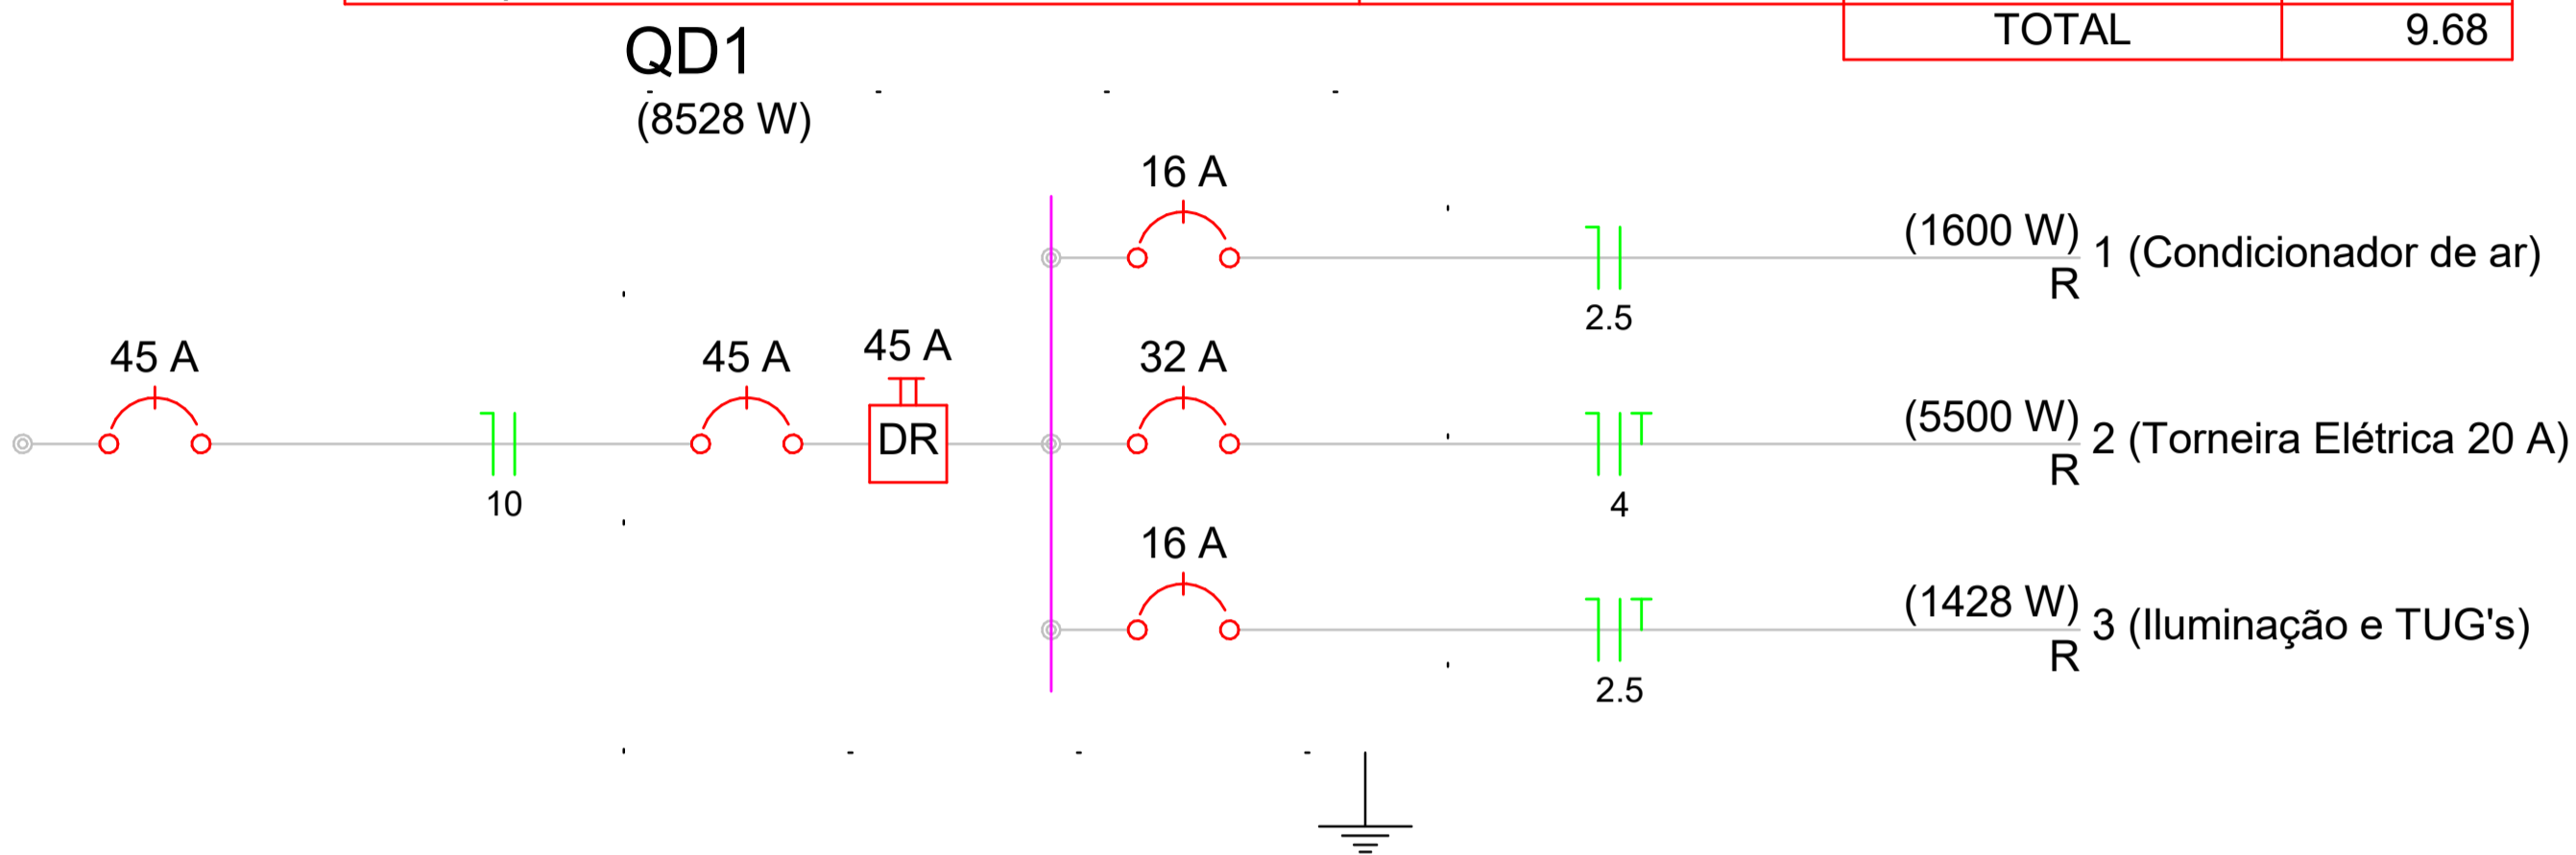 TOTAL 9.68
QD1
(8528 W)
16 A
(1600 W)
1 (Condicionador de ar)
R
2.5
45 A
45 A
45 A
DR
32 A
(5500 W)
2 (Torneira Elétrica 20 A)
R
10
T
4
16 A
(1428 W)
3 (Iluminação e TUG's)
R
T
2.5